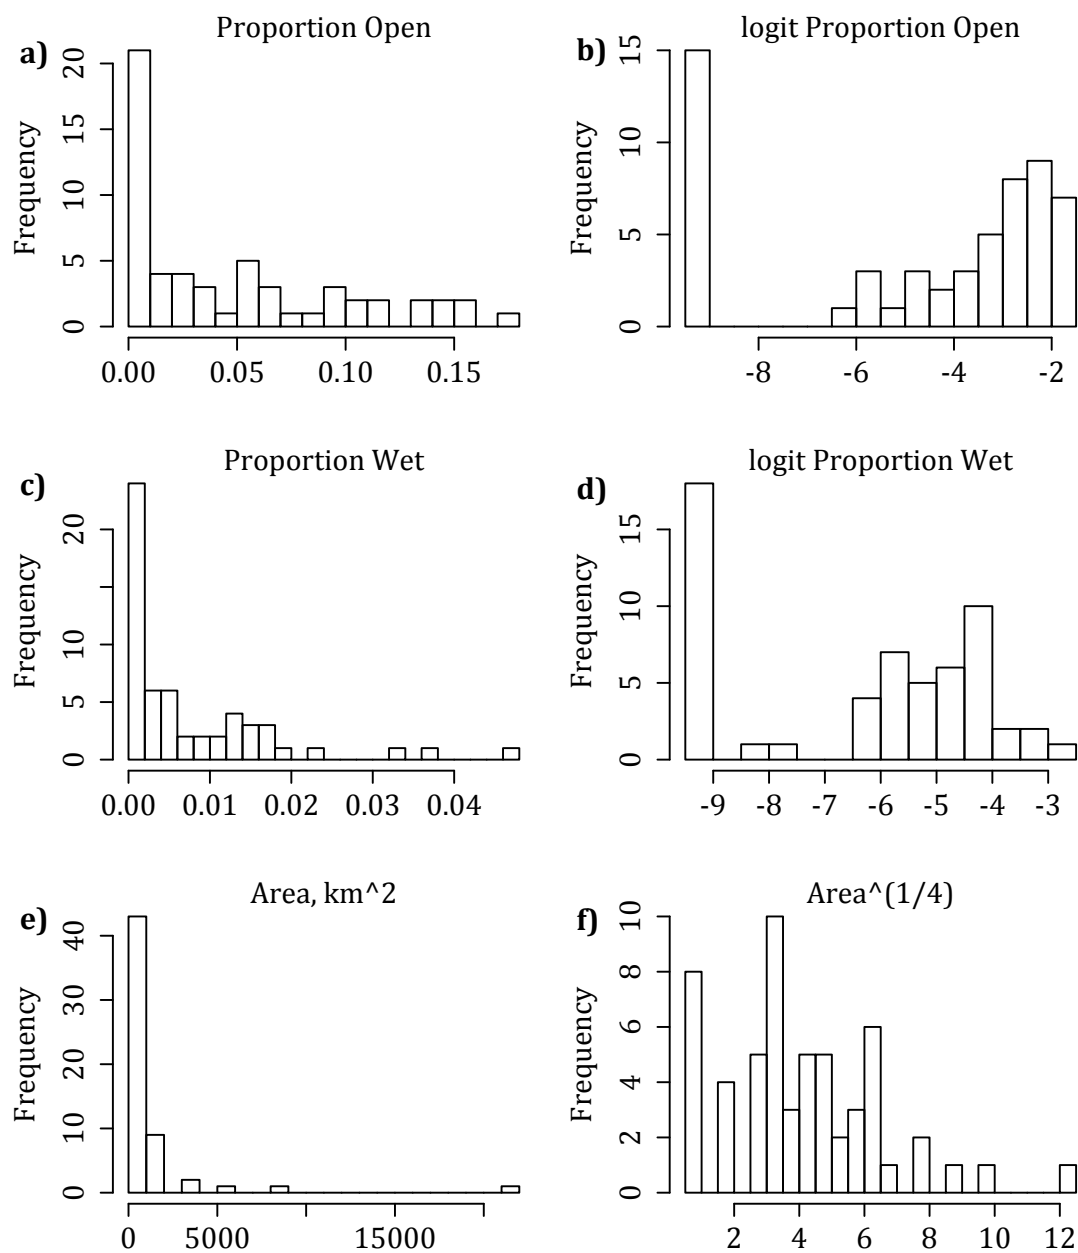 a)
Proportion Open
Frequency
0 5 10 15 20
0.00 0.05 0.10 0.15
b)
logit Proportion Open
Frequency
0 5 10 15
-8 -6 -4 -2
c)
Proportion Wet
Frequency
0 5 10 20
0.00 0.01 0.02 0.03 0.04
d)
logit Proportion Wet
Frequency
0 5 10 15
-9 -8 -7 -6 -5 -4 -3
e)
Area, km^2
Frequency
0 10 20 30 40
0 5000 15000
f)
Area^(1/4)
Frequency
0 2 4 6 8 10
2 4 6 8 10 12